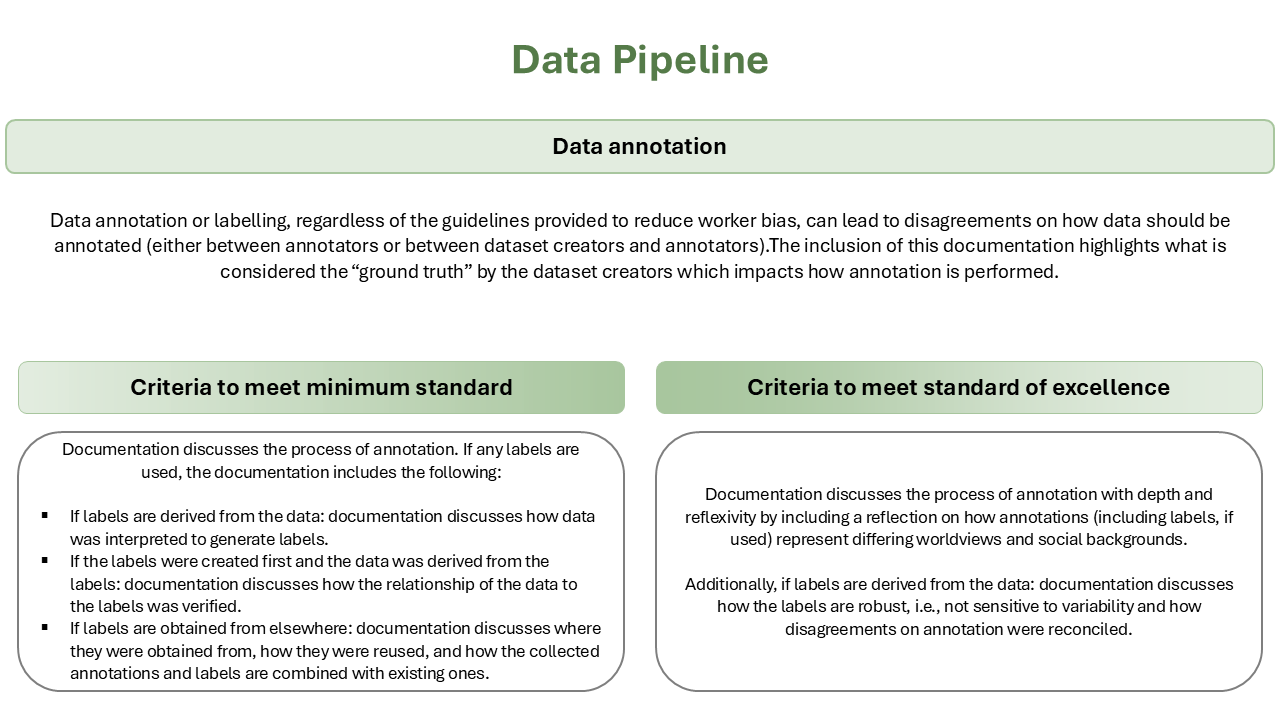 Data Pipeline
Data annotation
Data annotation or labelling, regardless of the guidelines provided to reduce worker bias, can lead to disagreements on how data should be
annotated (either between annotators or between dataset creators and annotators).The inclusion of this documentation highlights what is
considered the “ground truth” by the dataset creators which impacts how annotation is performed.
Criteria to meet minimum standard
Documentation discusses the process of annotation. If any labels are
used, the documentation includes the following:
▪ If labels are derived from the data: documentation discusses how data
was interpreted to generate labels.
▪ If the labels were created first and the data was derived from the
labels: documentation discusses how the relationship of the data to
the labels was verified.
▪ If labels are obtained from elsewhere: documentation discusses where
they were obtained from, how they were reused, and how the collected
annotations and labels are combined with existing ones.
Criteria to meet standard of excellence
Documentation discusses the process of annotation with depth and
reflexivity by including a reflection on how annotations (including labels, if
used) represent differing worldviews and social backgrounds.
Additionally, if labels are derived from the data: documentation discusses
how the labels are robust, i.e., not sensitive to variability and how
disagreements on annotation were reconciled.